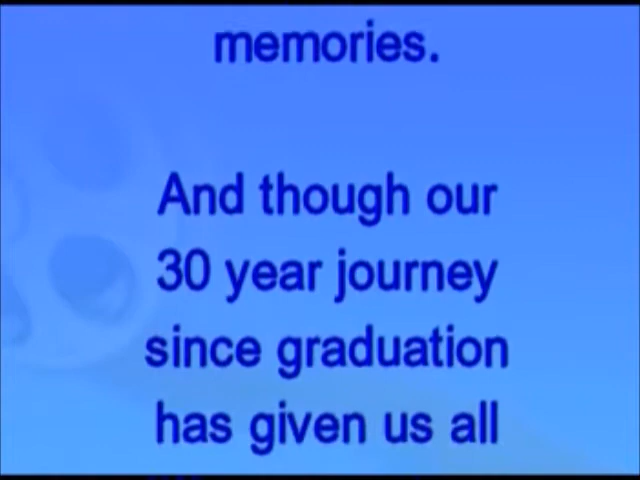 memories.
And though our
30 year journey
since graduation
has given us all